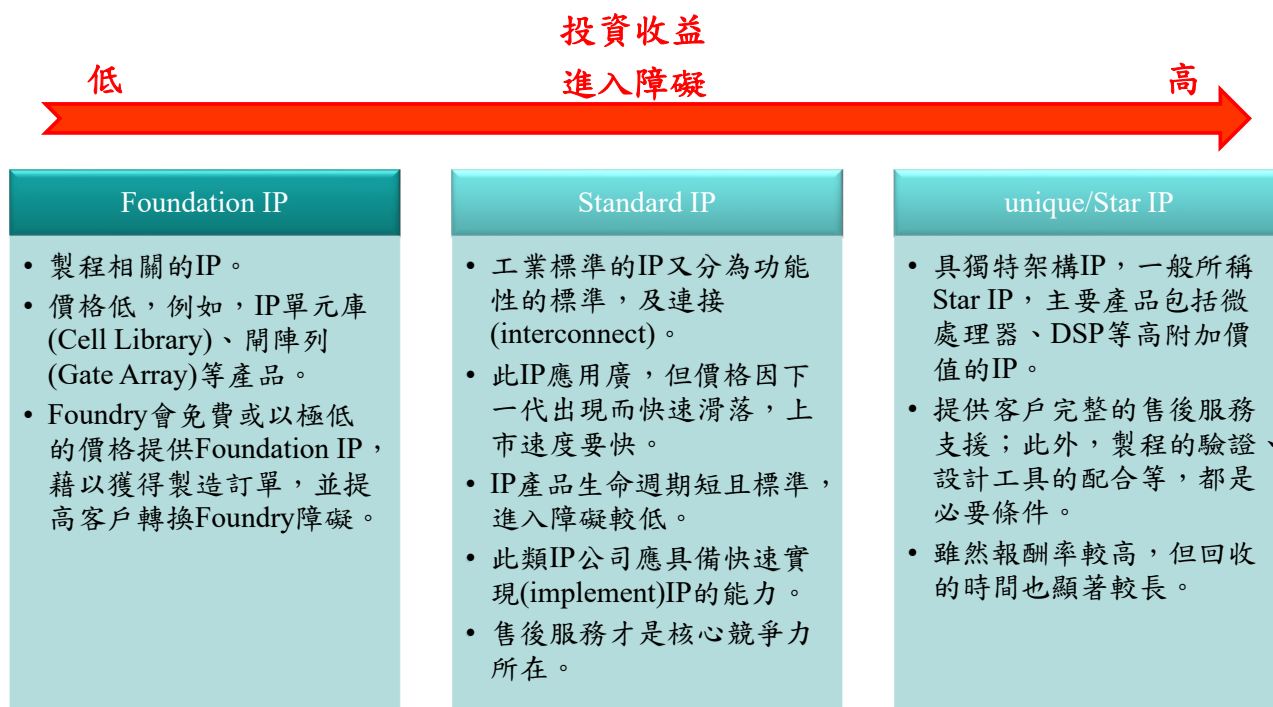 投資收益
低
進入障礙
高
Foundation IP
• 製程相關的IP。
• 價格低，例如，IP單元庫
(Cell Library)、閘陣列
(Gate Array)等產品。
• Foundry會免費或以極低
的價格提供Foundation IP，
藉以獲得製造訂單，並提
高客戶轉換Foundry障礙。
Standard IP
• 工業標準的IP又分為功能
性的標準，及連接
(interconnect)。
• 此IP應用廣，但價格因下
一代出現而快速滑落，上
市速度要快。
• IP產品生命週期短且標準，
進入障礙較低。
• 此類IP公司應具備快速實
現(implement)IP的能力。
• 售後服務才是核心競爭力
所在。
unique/Star IP
• 具獨特架構IP，一般所稱
Star IP，主要產品包括微
處理器、DSP等高附加價
值的IP。
• 提供客戶完整的售後服務
支援；此外，製程的驗證、
設計工具的配合等，都是
必要條件。
• 雖然報酬率較高，但回收
的時間也顯著較長。